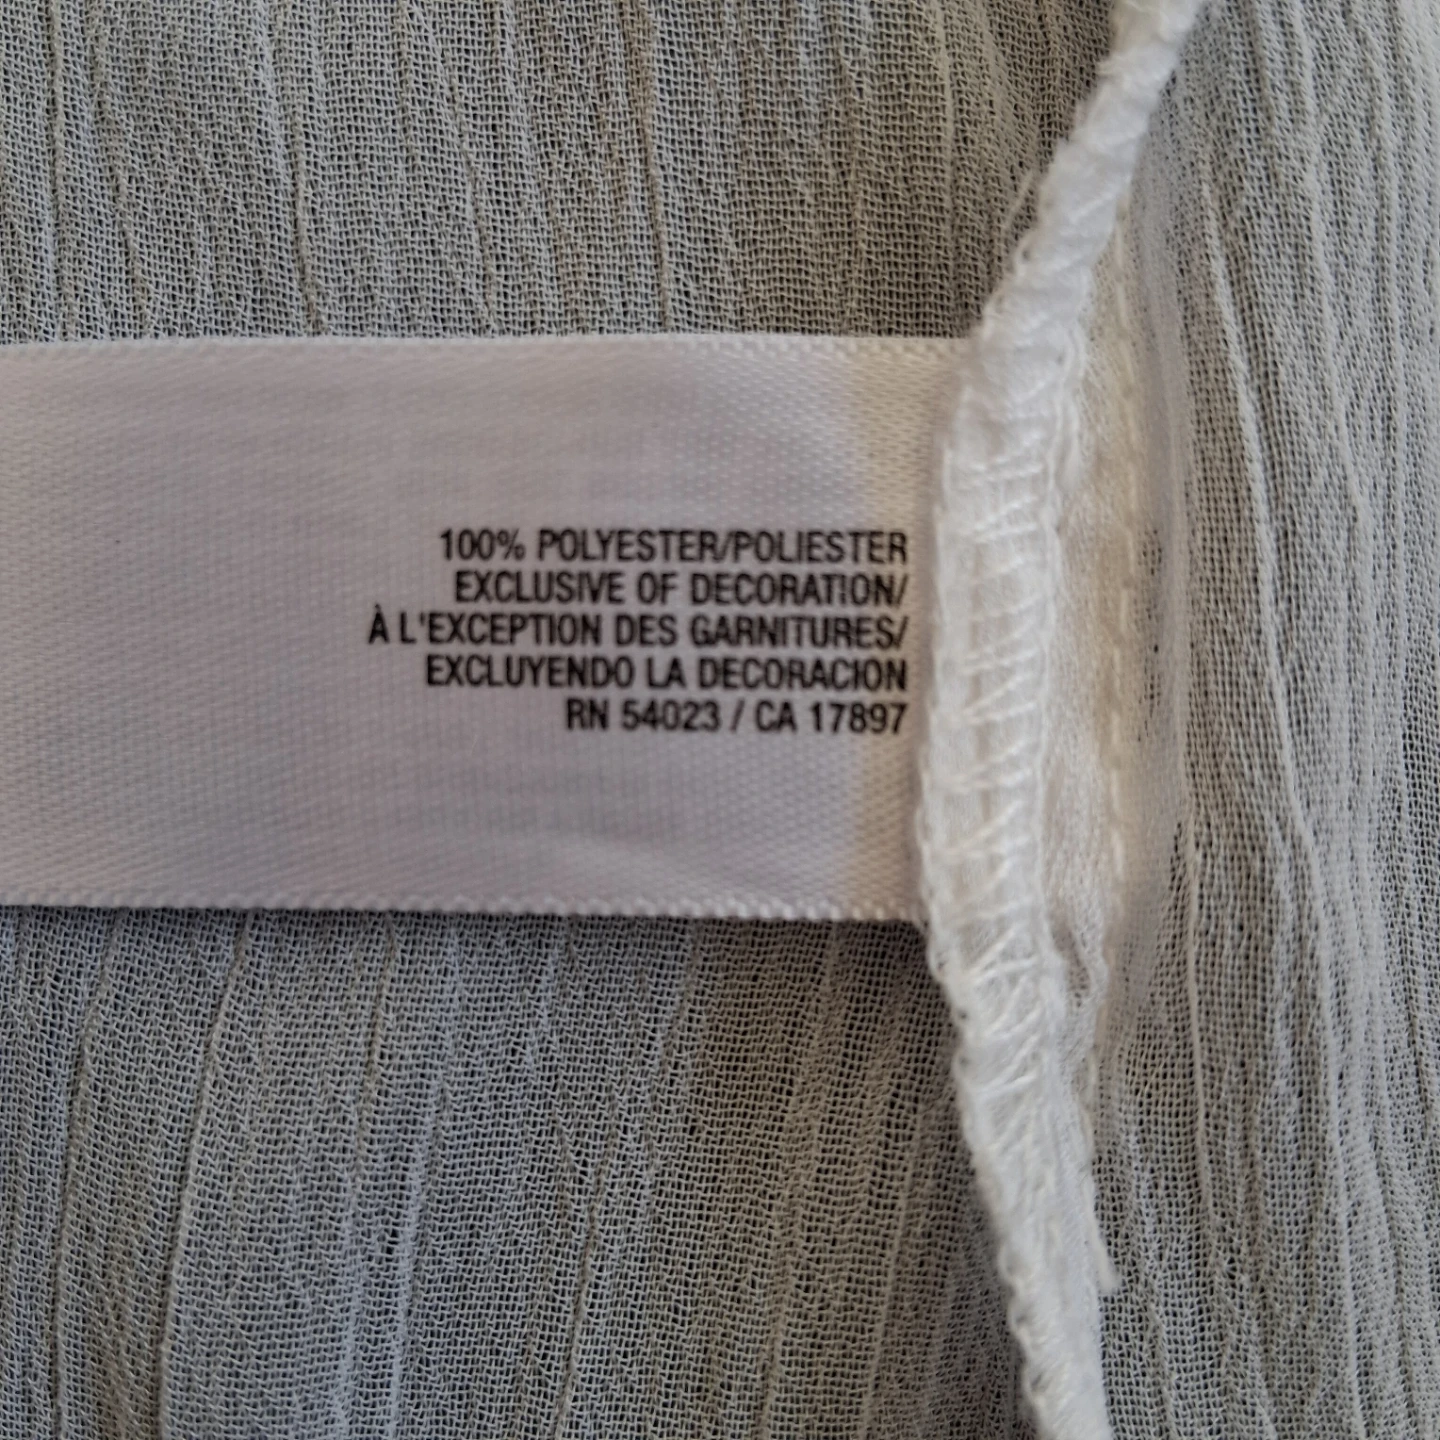 100% POLYESTER/POLIESTER
EXCLUSIVE OF DECORATION/
À L'EXCEPTION DES GARNITURES/
EXCLUYENDO LA DECORACION
RN 54023 / CA 17897